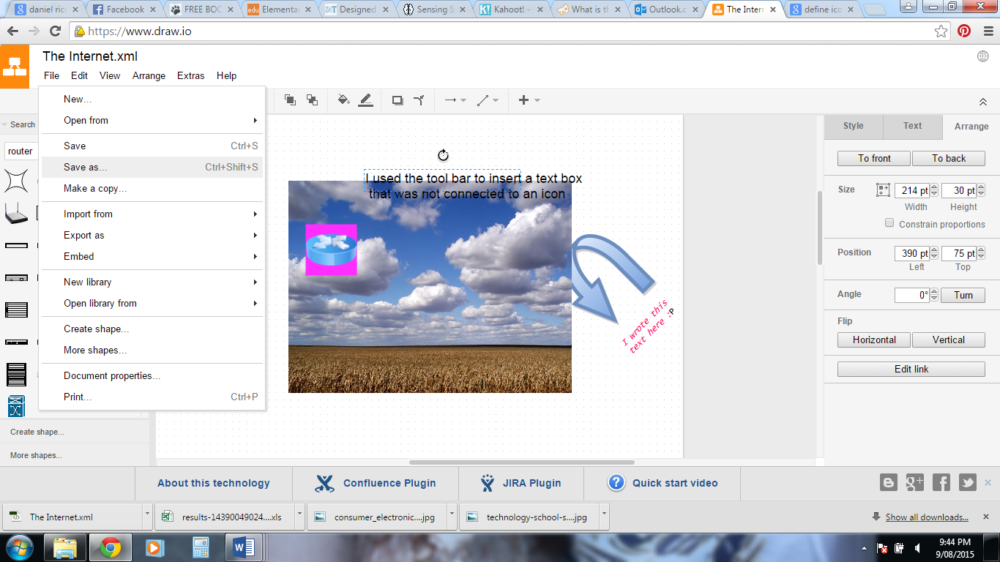 daniel rice
Facebook
FREE BOO
Elementa
Designed
Sensing S
Kahoot! -
What is th
Outlook.c
The Inter
define ico
https://www.draw.io
The Internet.xml
File Edit View Arrange Extras Help
New...
Open from
Save Ctrl+S
Save as... Ctrl+Shift+S
Make a copy...
Import from
Export as
Embed
New library
Open library from
Create shape...
More shapes...
Document properties...
Print... Ctrl+P
Search
router
Create shape...
More shapes...
I used the tool bar to insert a text box
that was not connected to an icon
I wrote this
text here :P
Style Text Arrange
To front To back
Size 214 pt 30 pt
Width Height
Constrain proportions
Position 390 pt 75 pt
Left Top
Angle 0° Turn
Flip
Horizontal Vertical
Edit link
About this technology Confluence Plugin JIRA Plugin Quick start video
The Internet.xml results-14390049024....xls consumer_electronic....jpg technology-school-s....jpg Show all downloads...
9:44 PM
9/08/2015